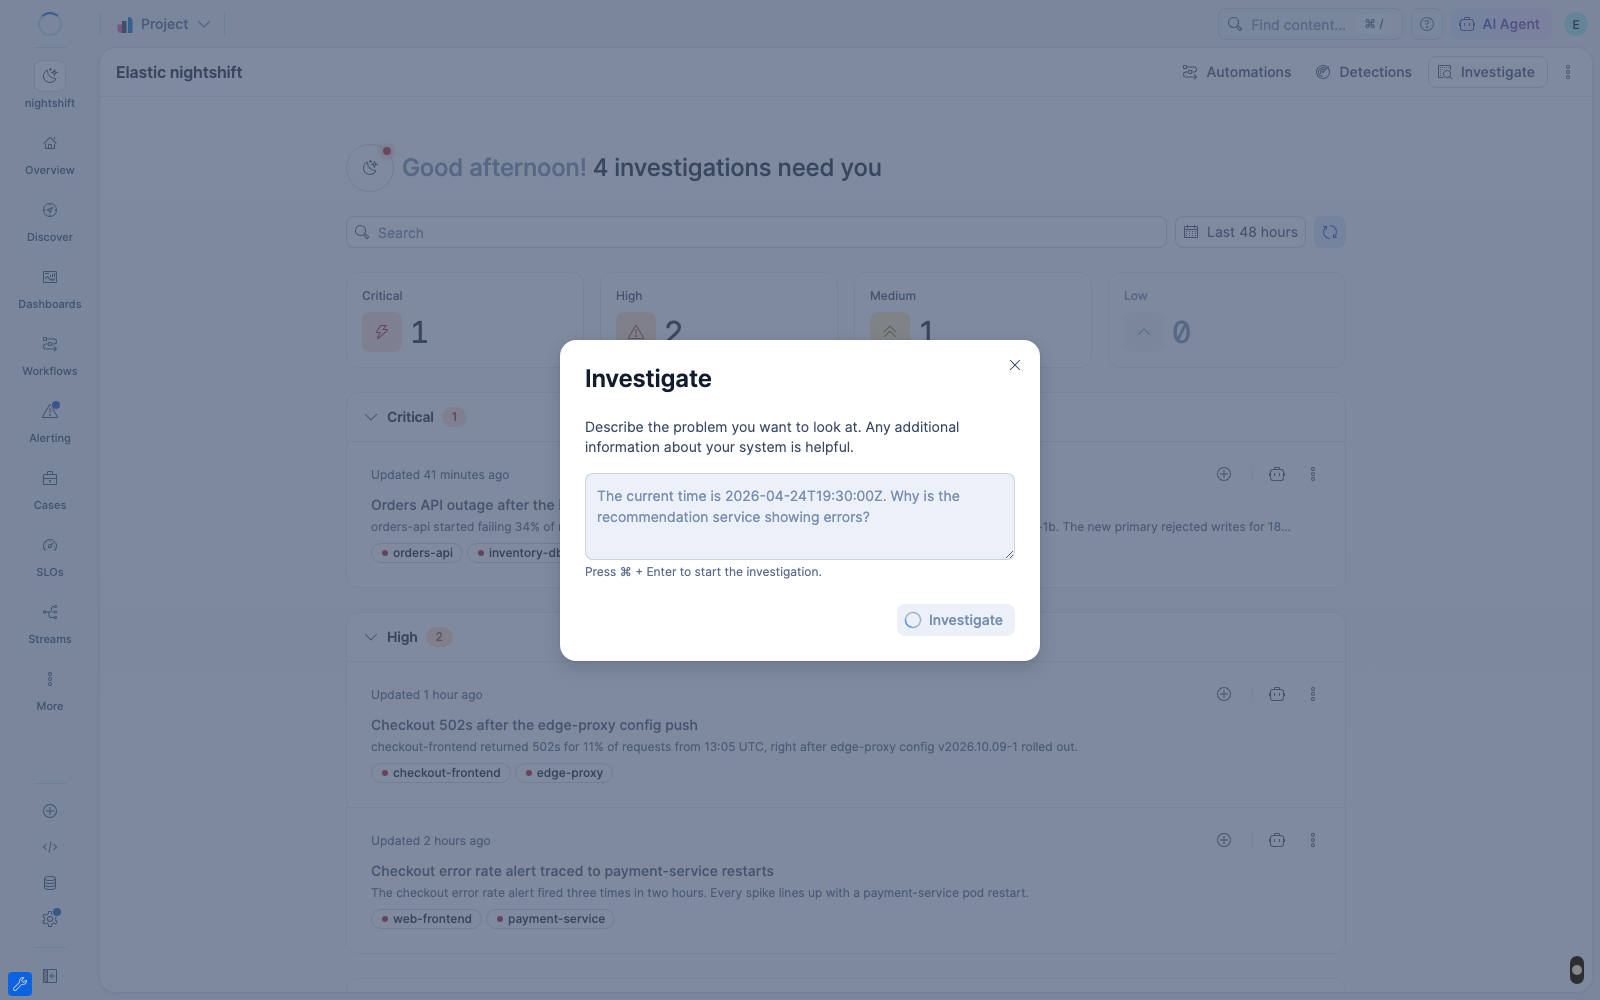 Project
Find content...
⌘ /
AI Agent
E
Elastic nightshift
Automations
Detections
Investigate
nightshift
Overview
Discover
Dashboards
Workflows
Alerting
Cases
SLOs
Streams
More
Good afternoon! 4 investigations need you
Search
Last 48 hours
Critical
1
High
2
Medium
1
Low
0
Critical 1
Updated 41 minutes ago
Orders API outage after the
orders-api started failing 34% of
-1b. The new primary rejected writes for 18...
orders-api
inventory-db
Investigate
Describe the problem you want to look at. Any additional
information about your system is helpful.
The current time is 2026-04-24T19:30:00Z. Why is the
recommendation service showing errors?
Press ⌘ + Enter to start the investigation.
Investigate
High 2
Updated 1 hour ago
Checkout 502s after the edge-proxy config push
checkout-frontend returned 502s for 11% of requests from 13:05 UTC, right after edge-proxy config v2026.10.09-1 rolled out.
checkout-frontend
edge-proxy
Updated 2 hours ago
Checkout error rate alert traced to payment-service restarts
The checkout error rate alert fired three times in two hours. Every spike lines up with a payment-service pod restart.
web-frontend
payment-service